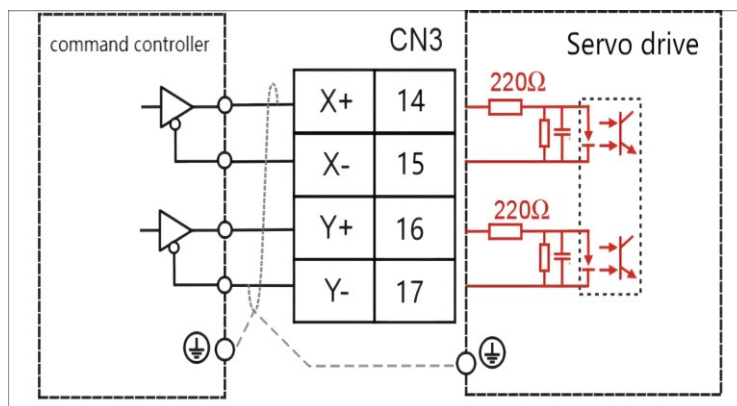 command controller
CN3
Servo drive
X+ 14
X- 15
Y+ 16
Y- 17
220Ω
220Ω